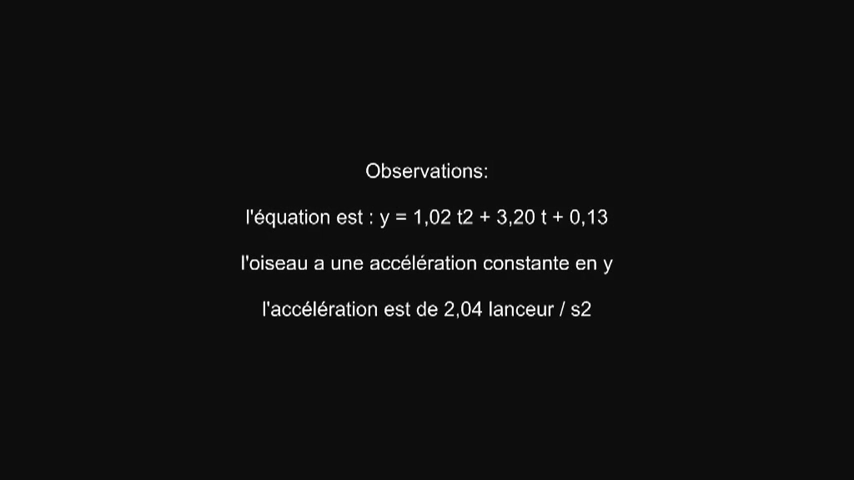 Observations:
l'équation est : y = 1,02 t2 + 3,20 t + 0,13
l'oiseau a une accélération constante en y
l'accélération est de 2,04 lanceur / s2